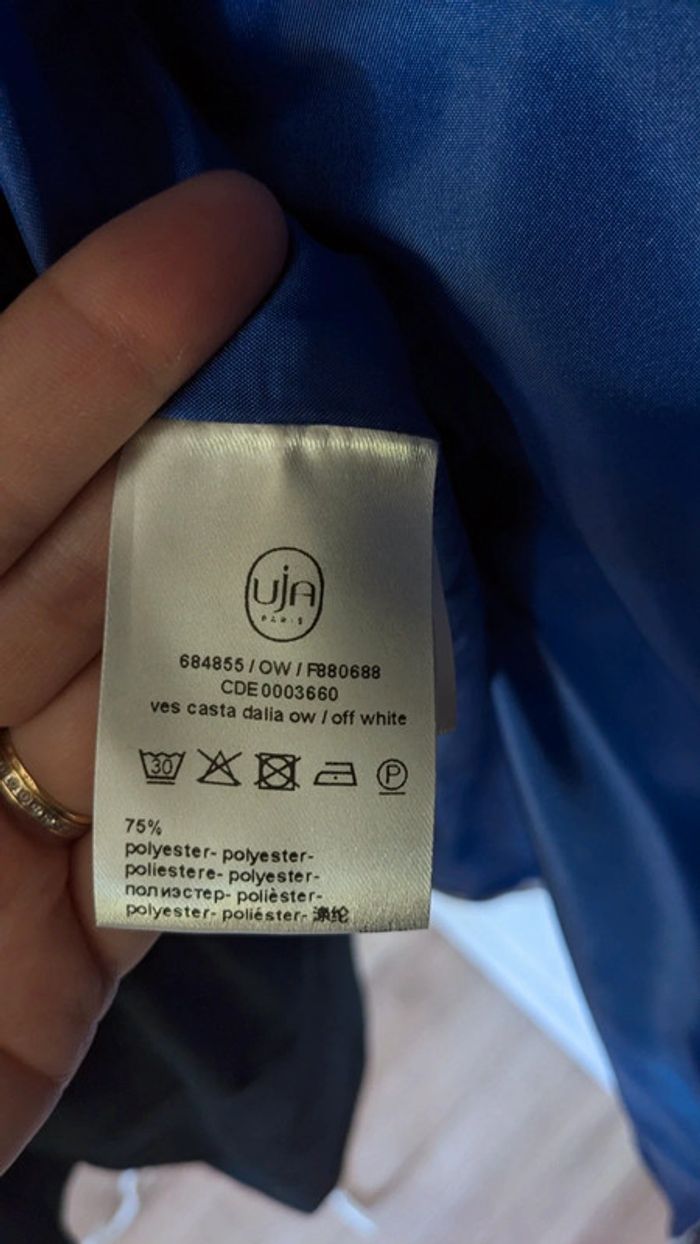 uja
PARIS
684855 / OW / F880688
CDE0003660
ves casta dalia ow / off white
30
P
75%
polyester- polyester-
poliestere- polyester-
полиэстер- polièster-
polyester- poliéster- 涤纶